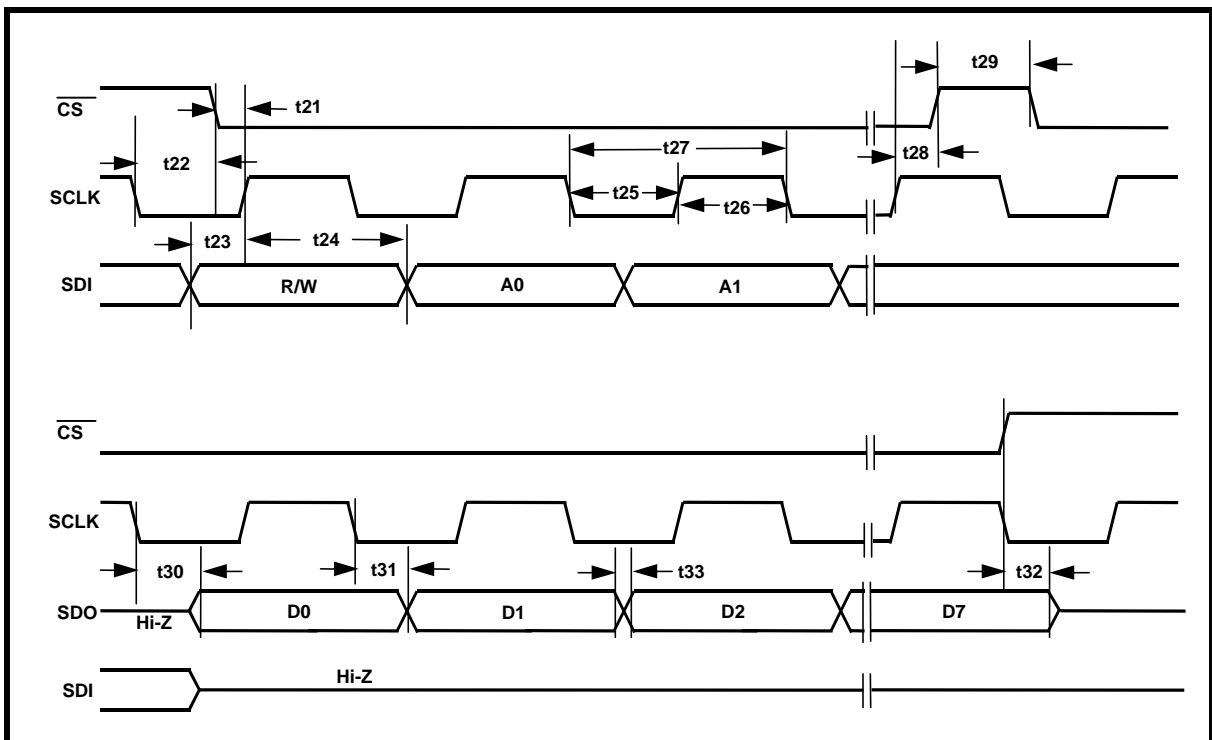 t29
CS
t21
t27
t22
t28
SCLK
t25
t26
t23
t24
SDI
R/W
A0
A1
CS
SCLK
t30
t31
t33
t32
SDO
Hi-Z
D0
D1
D2
D7
SDI
Hi-Z